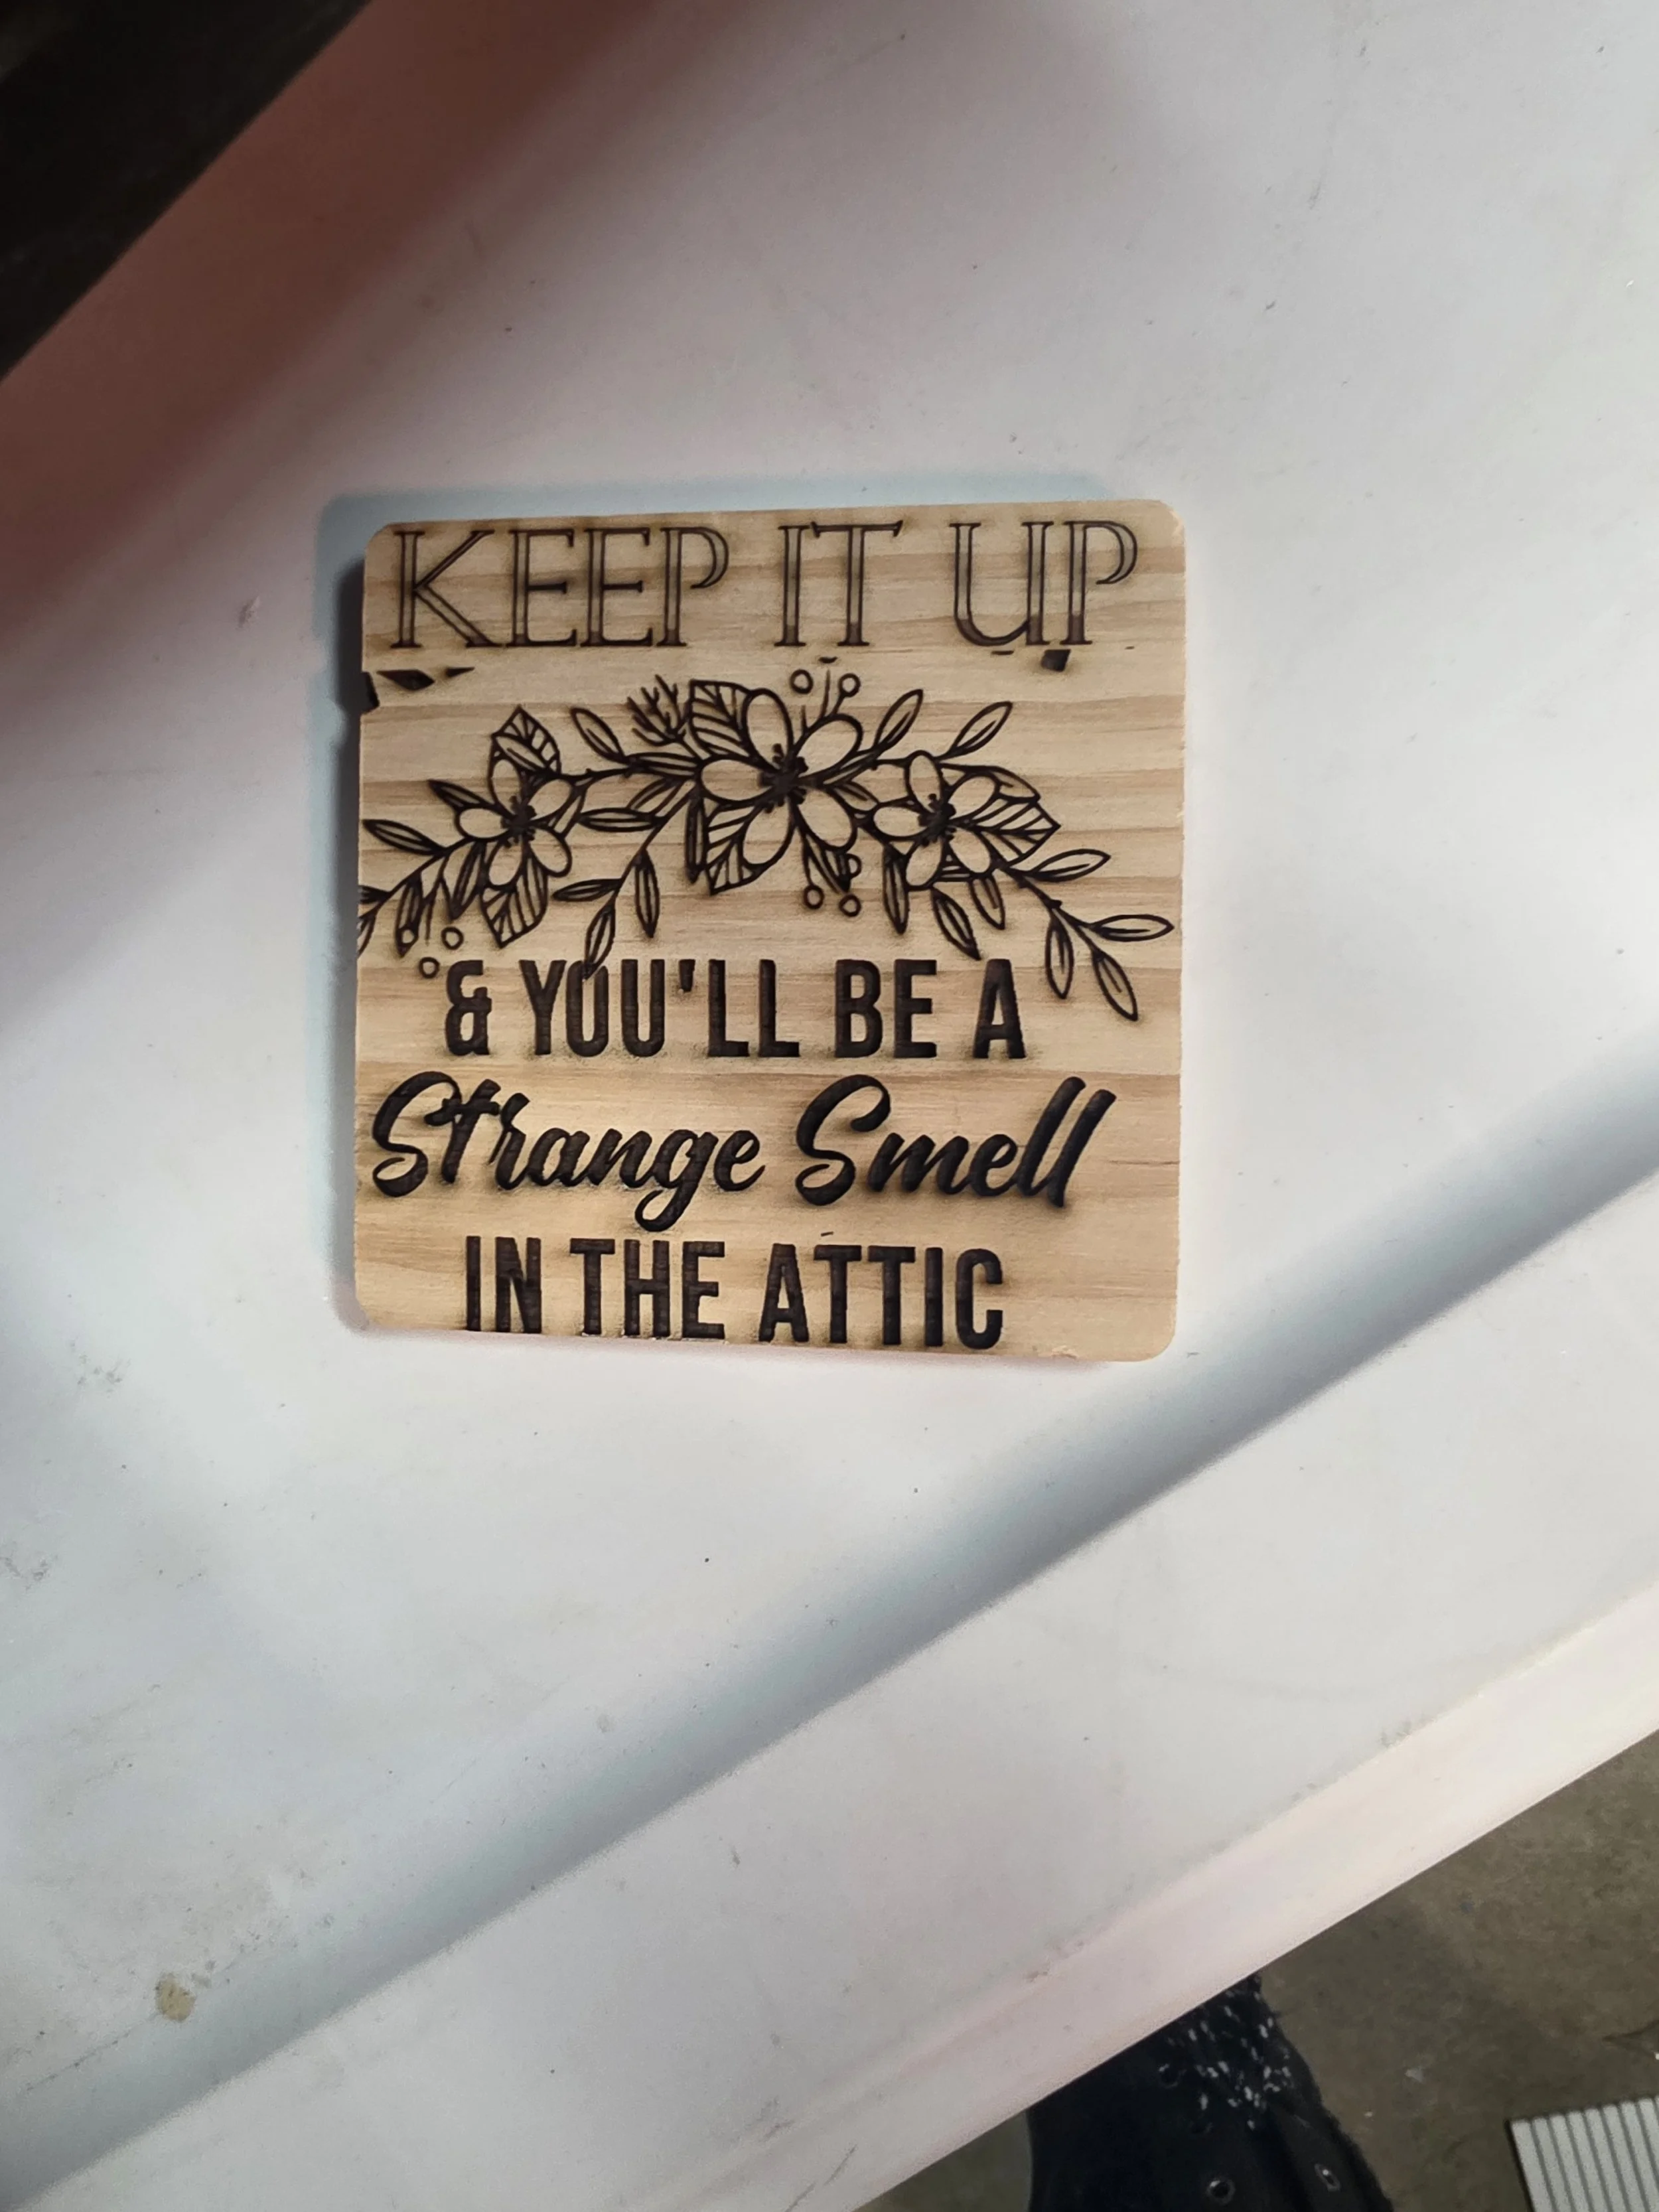 KEEP IT UP
& YOU'LL BE A
Strange Smell
IN THE ATTIC